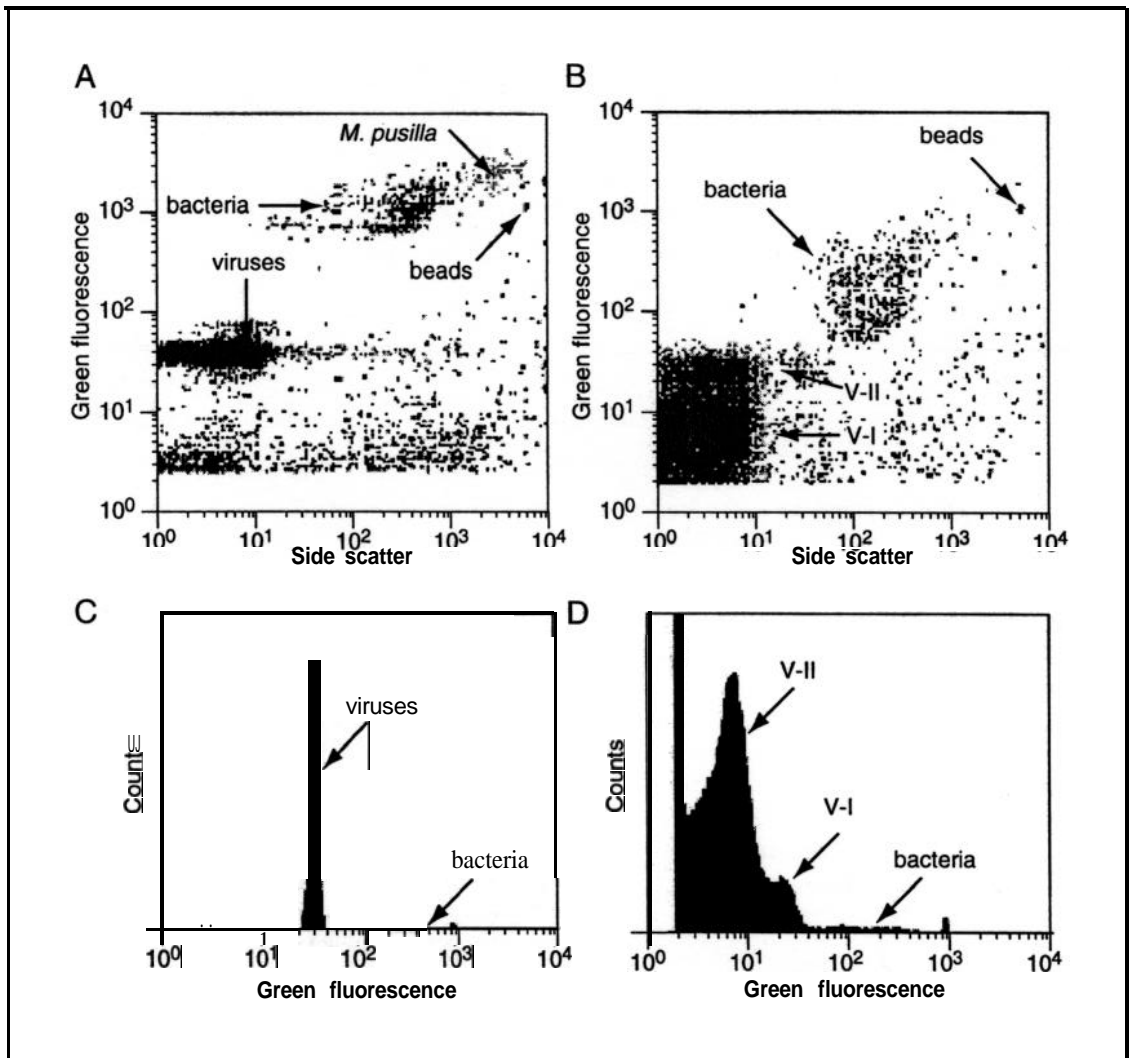 A
10⁴
10³
10²
10¹
10⁰
Green fluorescence
M. pusilla
bacteria
viruses
beads
10⁰ 10¹ 10² 10³ 10⁴
Side scatter
B
10⁴
10³
10²
10¹
10⁰
Green fluorescence
beads
bacteria
V-II
V-I
10⁰ 10¹ 10² 10³ 10⁴
Side scatter
C
viruses
bacteria
10⁰ 10¹ 10² 10³ 10⁴
Green fluorescence
D
Counts
V-II
V-I
bacteria
10⁰ 10¹ 10² 10³ 10⁴
Green fluorescence